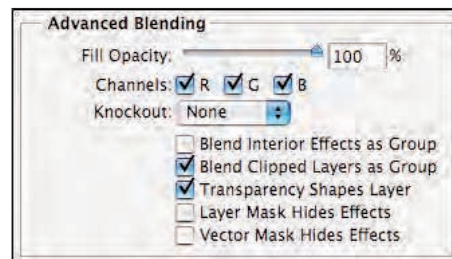 Advanced Blending
Fill Opacity: 100 %
Channels: R G B
Knockout: None
Blend Interior Effects as Group
Blend Clipped Layers as Group
Transparency Shapes Layer
Layer Mask Hides Effects
Vector Mask Hides Effects